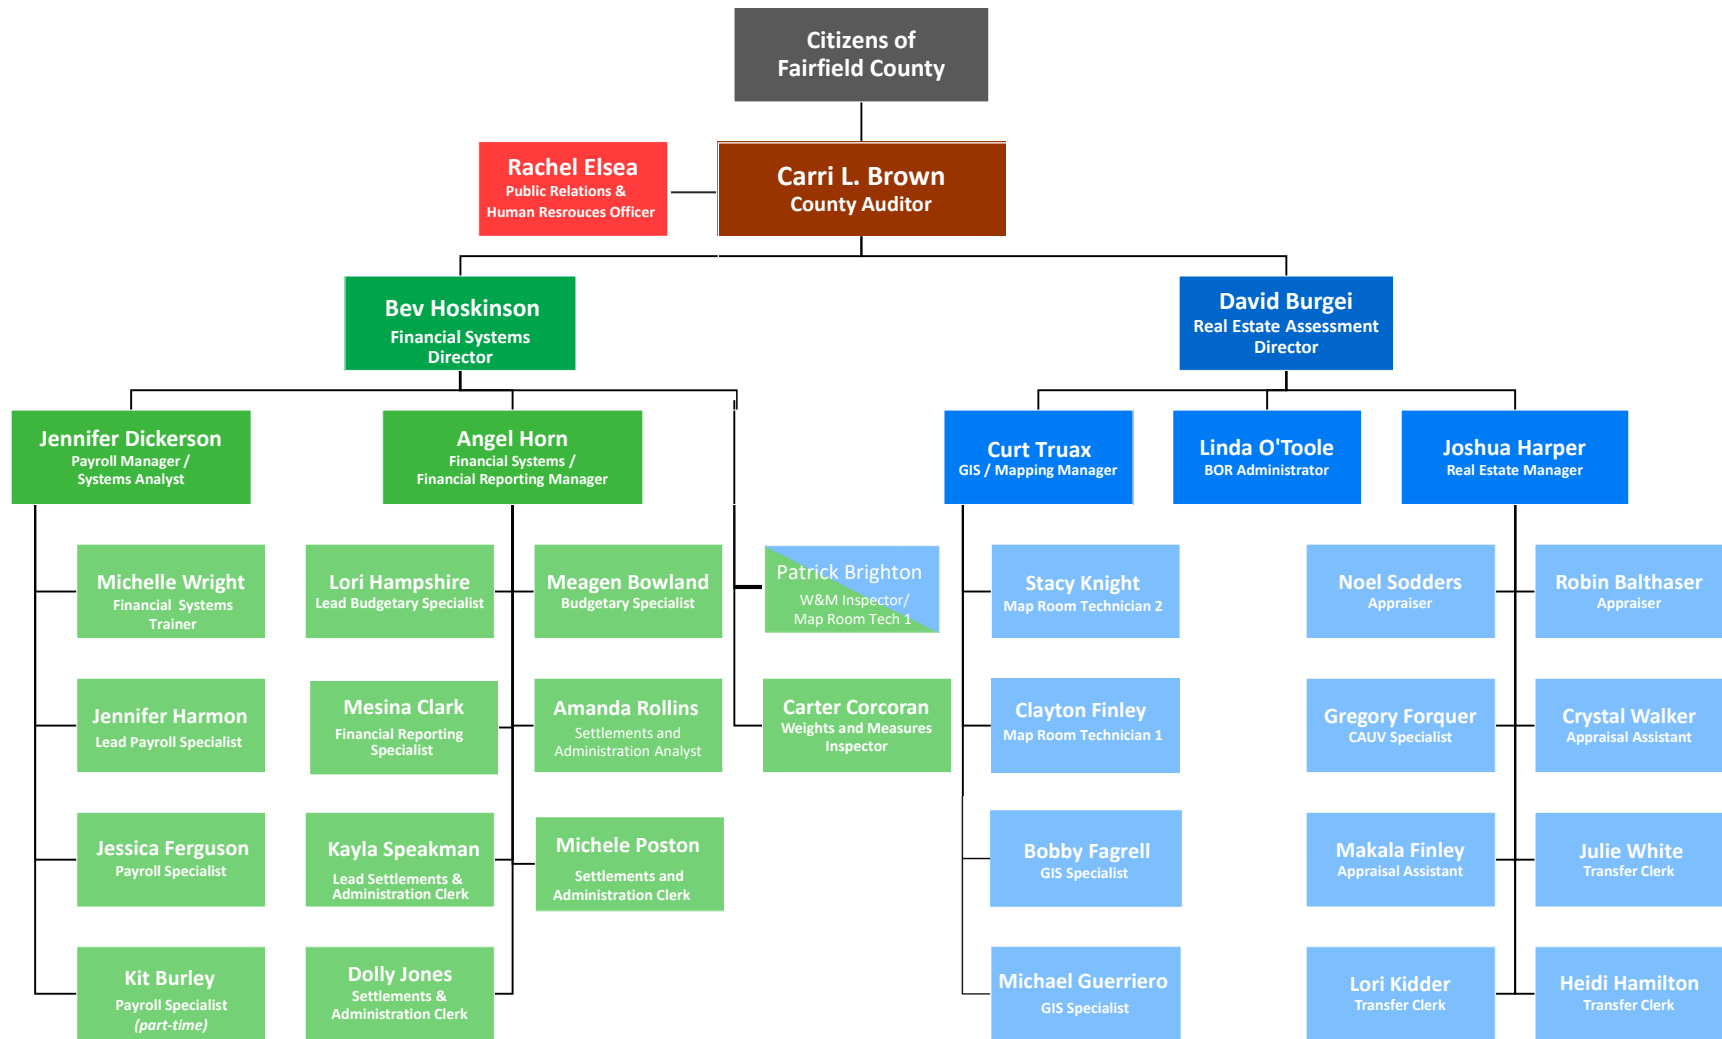 Citizens of
Fairfield County
Rachel Elsea
Public Relations &
Human Resrouces Officer
Carri L. Brown
County Auditor
Bev Hoskinson
Financial Systems
Director
David Burgei
Real Estate Assessment
Director
Jennifer Dickerson
Payroll Manager /
Systems Analyst
Angel Horn
Financial Systems /
Financial Reporting Manager
Curt Truax
GIS / Mapping Manager
Linda O'Toole
BOR Administrator
Joshua Harper
Real Estate Manager
Michelle Wright
Financial  Systems
Trainer
Lori Hampshire
Lead Budgetary Specialist
Meagen Bowland
Budgetary Specialist
Patrick Brighton
W&M Inspector/
Map Room Tech 1
Stacy Knight
Map Room Technician 2
Noel Sodders
Appraiser
Robin Balthaser
Appraiser
Jennifer Harmon
Lead Payroll Specialist
Mesina Clark
Financial Reporting
Specialist
Amanda Rollins
Settlements and
Administration Analyst
Carter Corcoran
Weights and Measures
Inspector
Clayton Finley
Map Room Technician 1
Gregory Forquer
CAUV Specialist
Crystal Walker
Appraisal Assistant
Jessica Ferguson
Payroll Specialist
Kayla Speakman
Lead Settlements &
Administration Clerk
Michele Poston
Settlements and
Administration Clerk
Bobby Fagrell
GIS Specialist
Makala Finley
Appraisal Assistant
Julie White
Transfer Clerk
Kit Burley
Payroll Specialist
(part-time)
Dolly Jones
Settlements &
Administration Clerk
Michael Guerriero
GIS Specialist
Lori Kidder
Transfer Clerk
Heidi Hamilton
Transfer Clerk